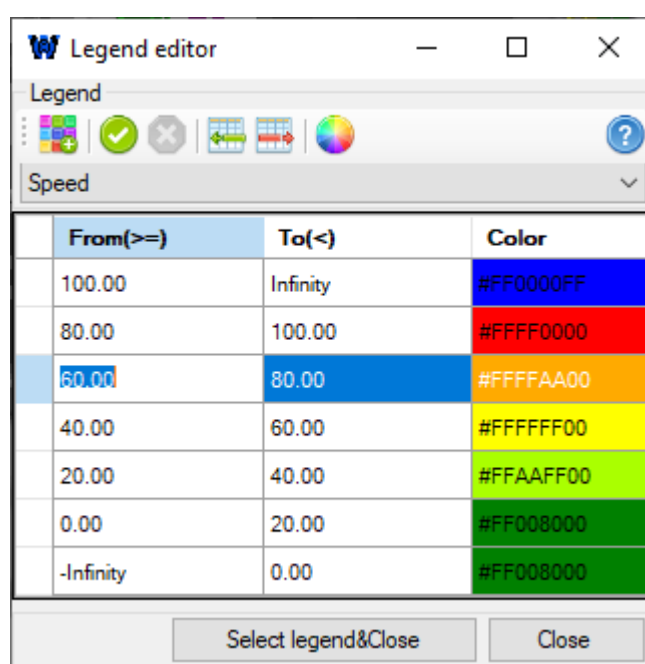 Legend editor
Legend
Speed
From(>=) To(<) Color
100.00 Infinity #FF0000FF
80.00 100.00 #FFFF0000
60.00 80.00 #FFFFAA00
40.00 60.00 #FFFFFF00
20.00 40.00 #FFAAFF00
0.00 20.00 #FF008000
-Infinity 0.00 #FF008000
Select legend&Close Close